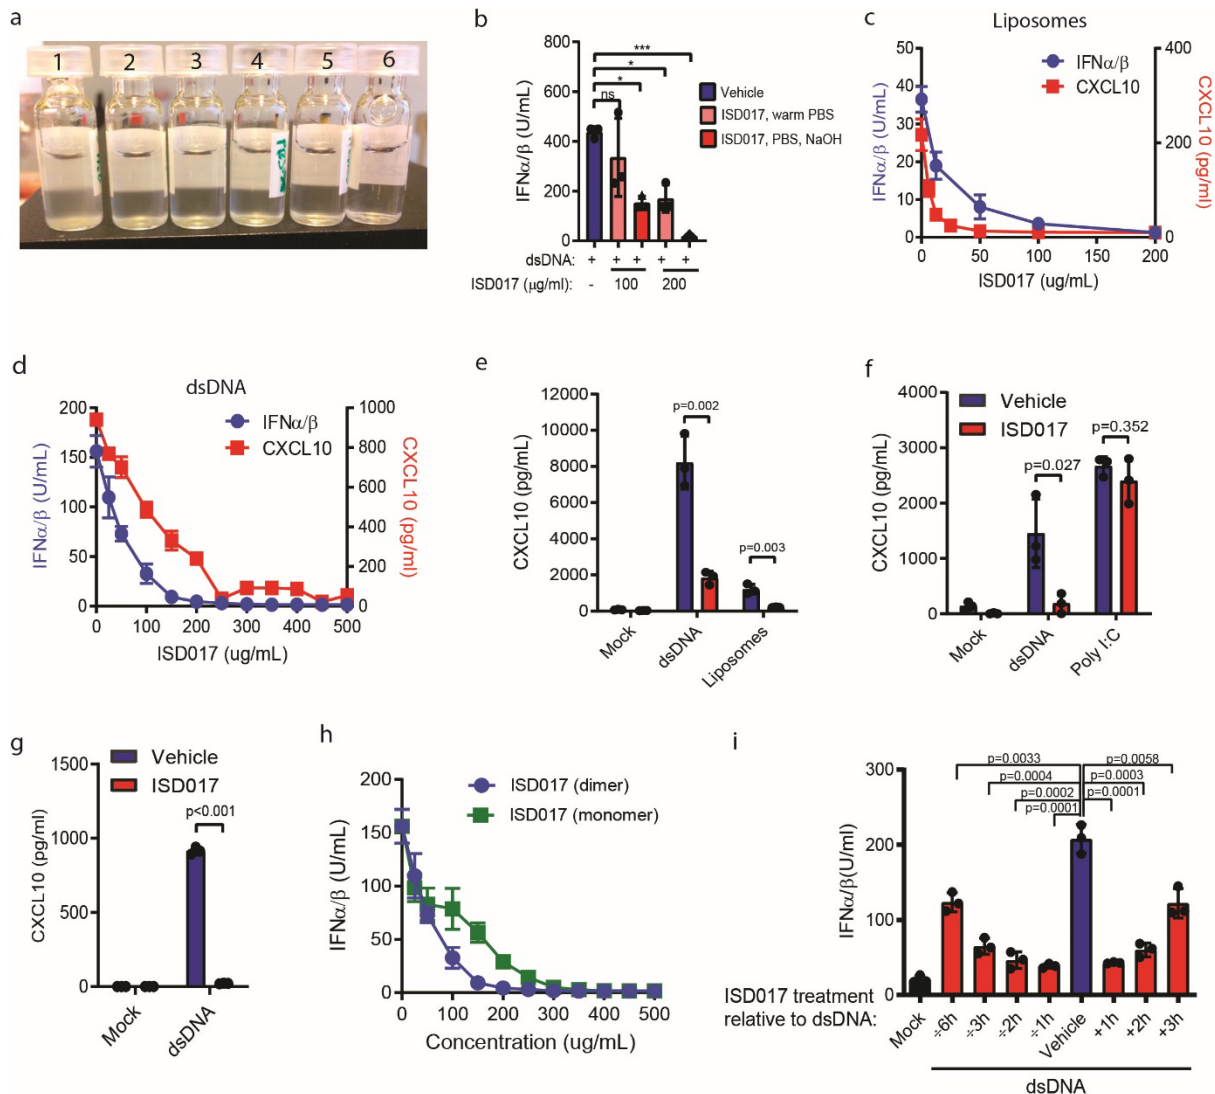 a
1 2 3 4 5 6
b
800
600
400
200
0
IFNα/β (U/mL)
***
*
*
ns
Vehicle
ISD017, warm PBS
ISD017, PBS, NaOH
dsDNA: + + + + +
ISD017 (μg/ml): - 100 200
c
Liposomes
50
40
30
20
10
0
IFNα/β (U/mL)
IFNα/β
CXCL10
400
200
0
CXCL10 (pg/ml)
0 50 100 150 200
ISD017 (ug/mL)
d
dsDNA
200
150
100
50
0
IFNα/β (U/mL)
IFNα/β
CXCL10
1000
800
600
400
200
0
CXCL10 (pg/ml)
0 100 200 300 400 500
ISD017 (ug/mL)
e
12000
10000
8000
6000
4000
2000
0
CXCL10 (pg/mL)
p=0.002
p=0.003
Mock dsDNA Liposomes
f
4000
3000
2000
1000
0
CXCL10 (pg/mL)
Vehicle
ISD017
p=0.352
p=0.027
Mock dsDNA Poly I:C
g
1500
1000
500
0
CXCL10 (pg/ml)
Vehicle
ISD017
p<0.001
Mock dsDNA
h
200
150
100
50
0
IFNα/β (U/mL)
ISD017 (dimer)
ISD017 (monomer)
0 100 200 300 400 500
Concentration (ug/mL)
i
300
200
100
0
IFNα/β(U/ml)
p=0.0033 p=0.0058
p=0.0004 p=0.0003
p=0.0002 p=0.0001
p=0.0001
ISD017 treatment
relative to dsDNA:
Mock ÷6h ÷3h ÷2h ÷1h Vehicle +1h +2h +3h
dsDNA